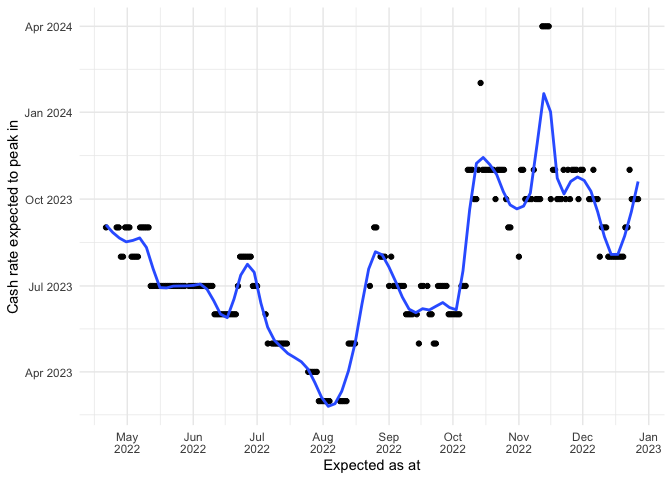 Cash rate expected to peak in
Apr 2024
Jan 2024
Oct 2023
Jul 2023
Apr 2023
May Jun Jul Aug Sep Oct Nov Dec Jan
2022 2022 2022 2022 2022 2022 2022 2022 2023
Expected as at